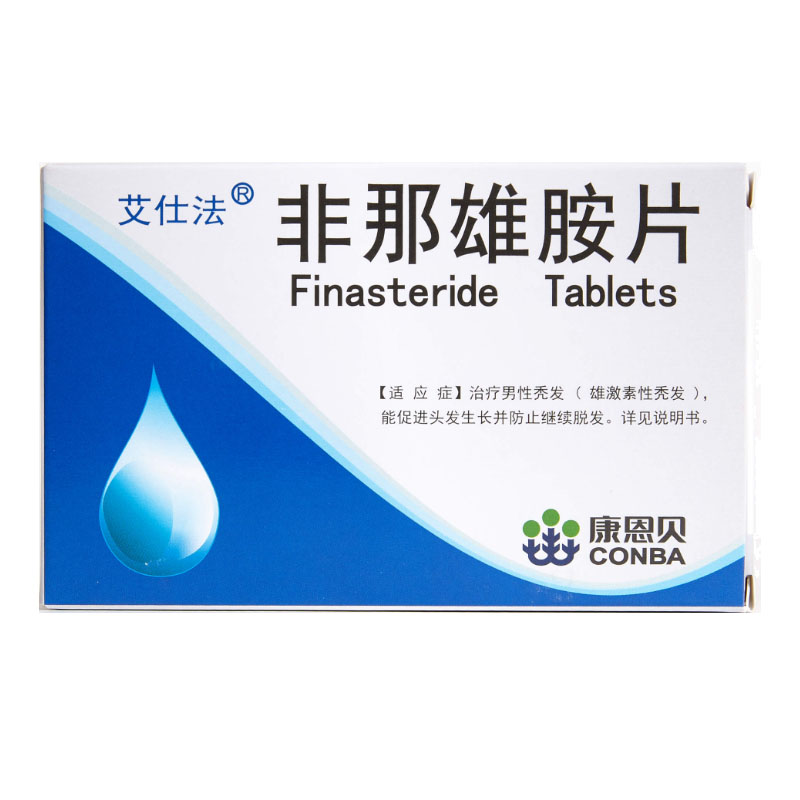 艾仕法®
非那雄胺片
Finasteride Tablets
【适 应 症】治疗男性秃发（ 雄激素性秃发 ），
能促进头发生长并防止继续脱发。详见说明书。
康恩贝
CONBA